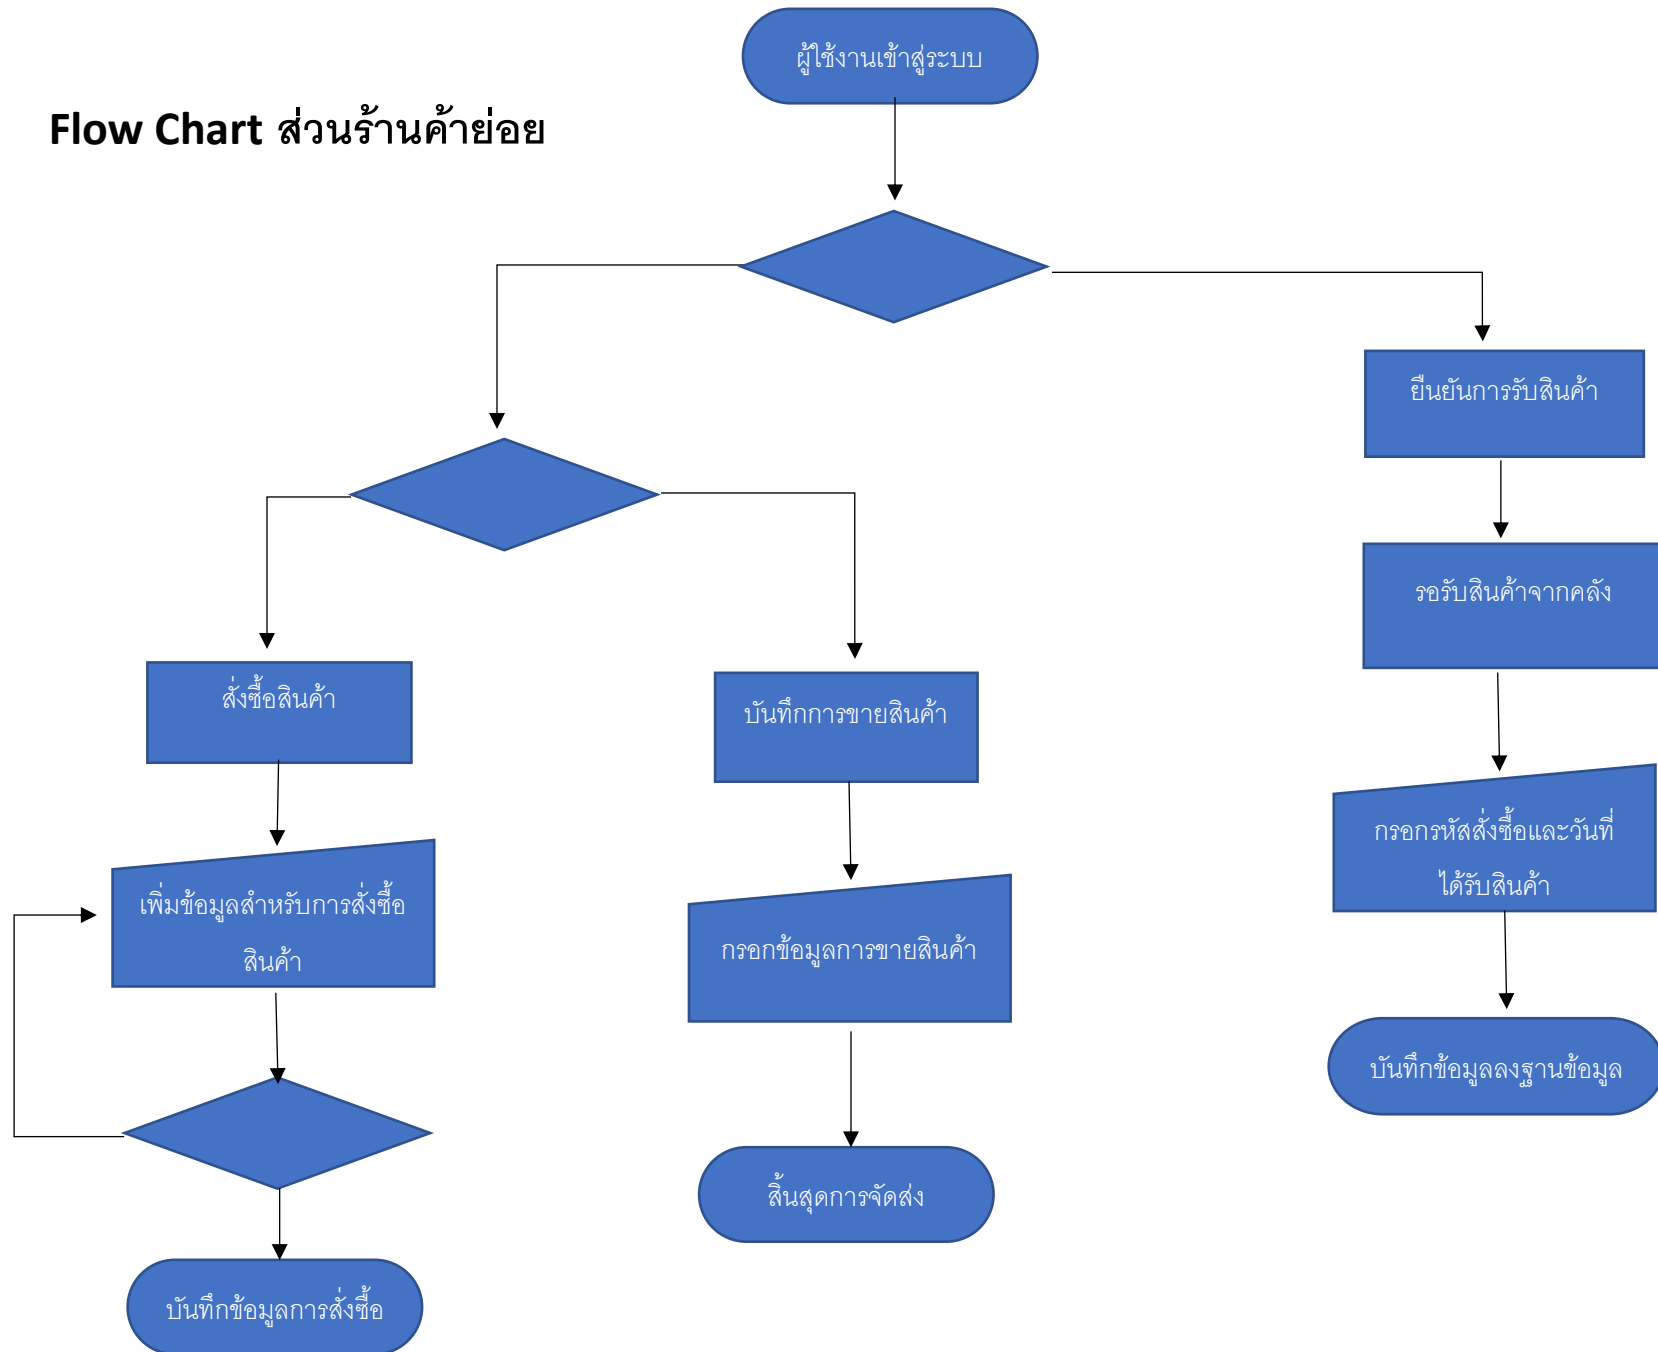 ผู้ใช้งานเข้าสู่ระบบ
Flow Chart ส่วนร้านค้าย่อย
ยืนยันการรับสินค้า
รอรับสินค้าจากคลัง
สั่งซื้อสินค้า
บันทึกการขายสินค้า
กรอกรหัสสั่งซื้อและวันที่
ได้รับสินค้า
เพิ่มข้อมูลสำหรับการสั่งซื้อ
สินค้า
กรอกข้อมูลการขายสินค้า
บันทึกข้อมูลลงฐานข้อมูล
สิ้นสุดการจัดส่ง
บันทึกข้อมูลการสั่งซื้อ